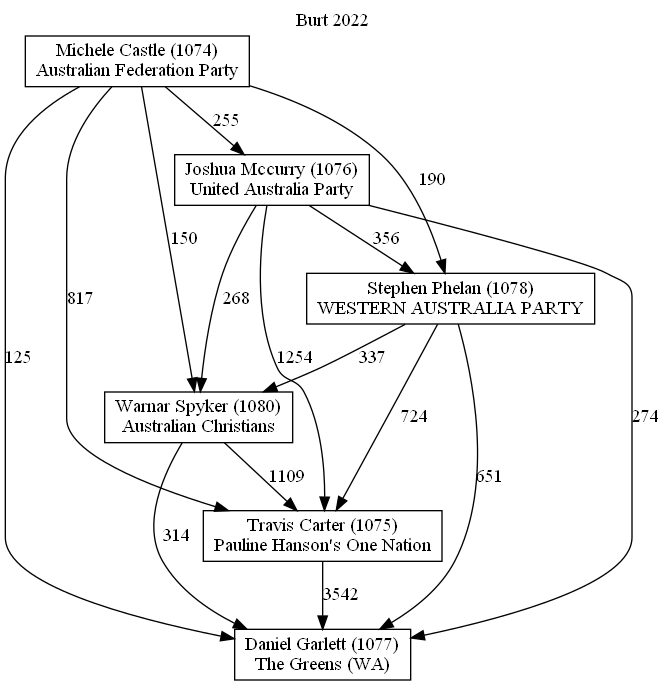 Burt 2022
Michele Castle (1074)
Australian Federation Party
255
Joshua Mccurry (1076)
United Australia Party
190
150
356
268
817
Stephen Phelan (1078)
WESTERN AUSTRALIA PARTY
125
1254
337
274
Warnar Spyker (1080)
Australian Christians
724
651
1109
314
Travis Carter (1075)
Pauline Hanson's One Nation
3542
Daniel Garlett (1077)
The Greens (WA)